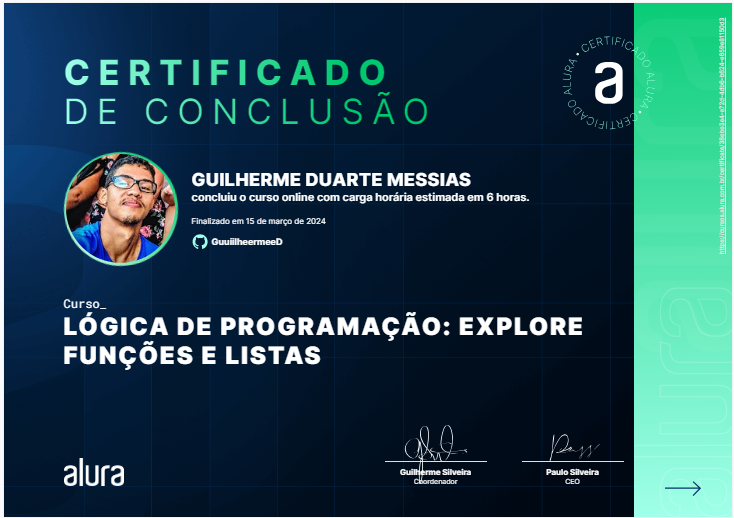 CERTIFICADO
DE CONCLUSÃO
CERTIFICADO ALURA • CERTIFICADO ALURA •
a
GUILHERME DUARTE MESSIAS
concluiu o curso online com carga horária estimada em 6 horas.
Finalizado em 15 de março de 2024
GuuiilheermeeD
Curso_
LÓGICA DE PROGRAMAÇÃO: EXPLORE
FUNÇÕES E LISTAS
alura
Guilherme Silveira
Coordenador
Paulo Silveira
CEO
alura